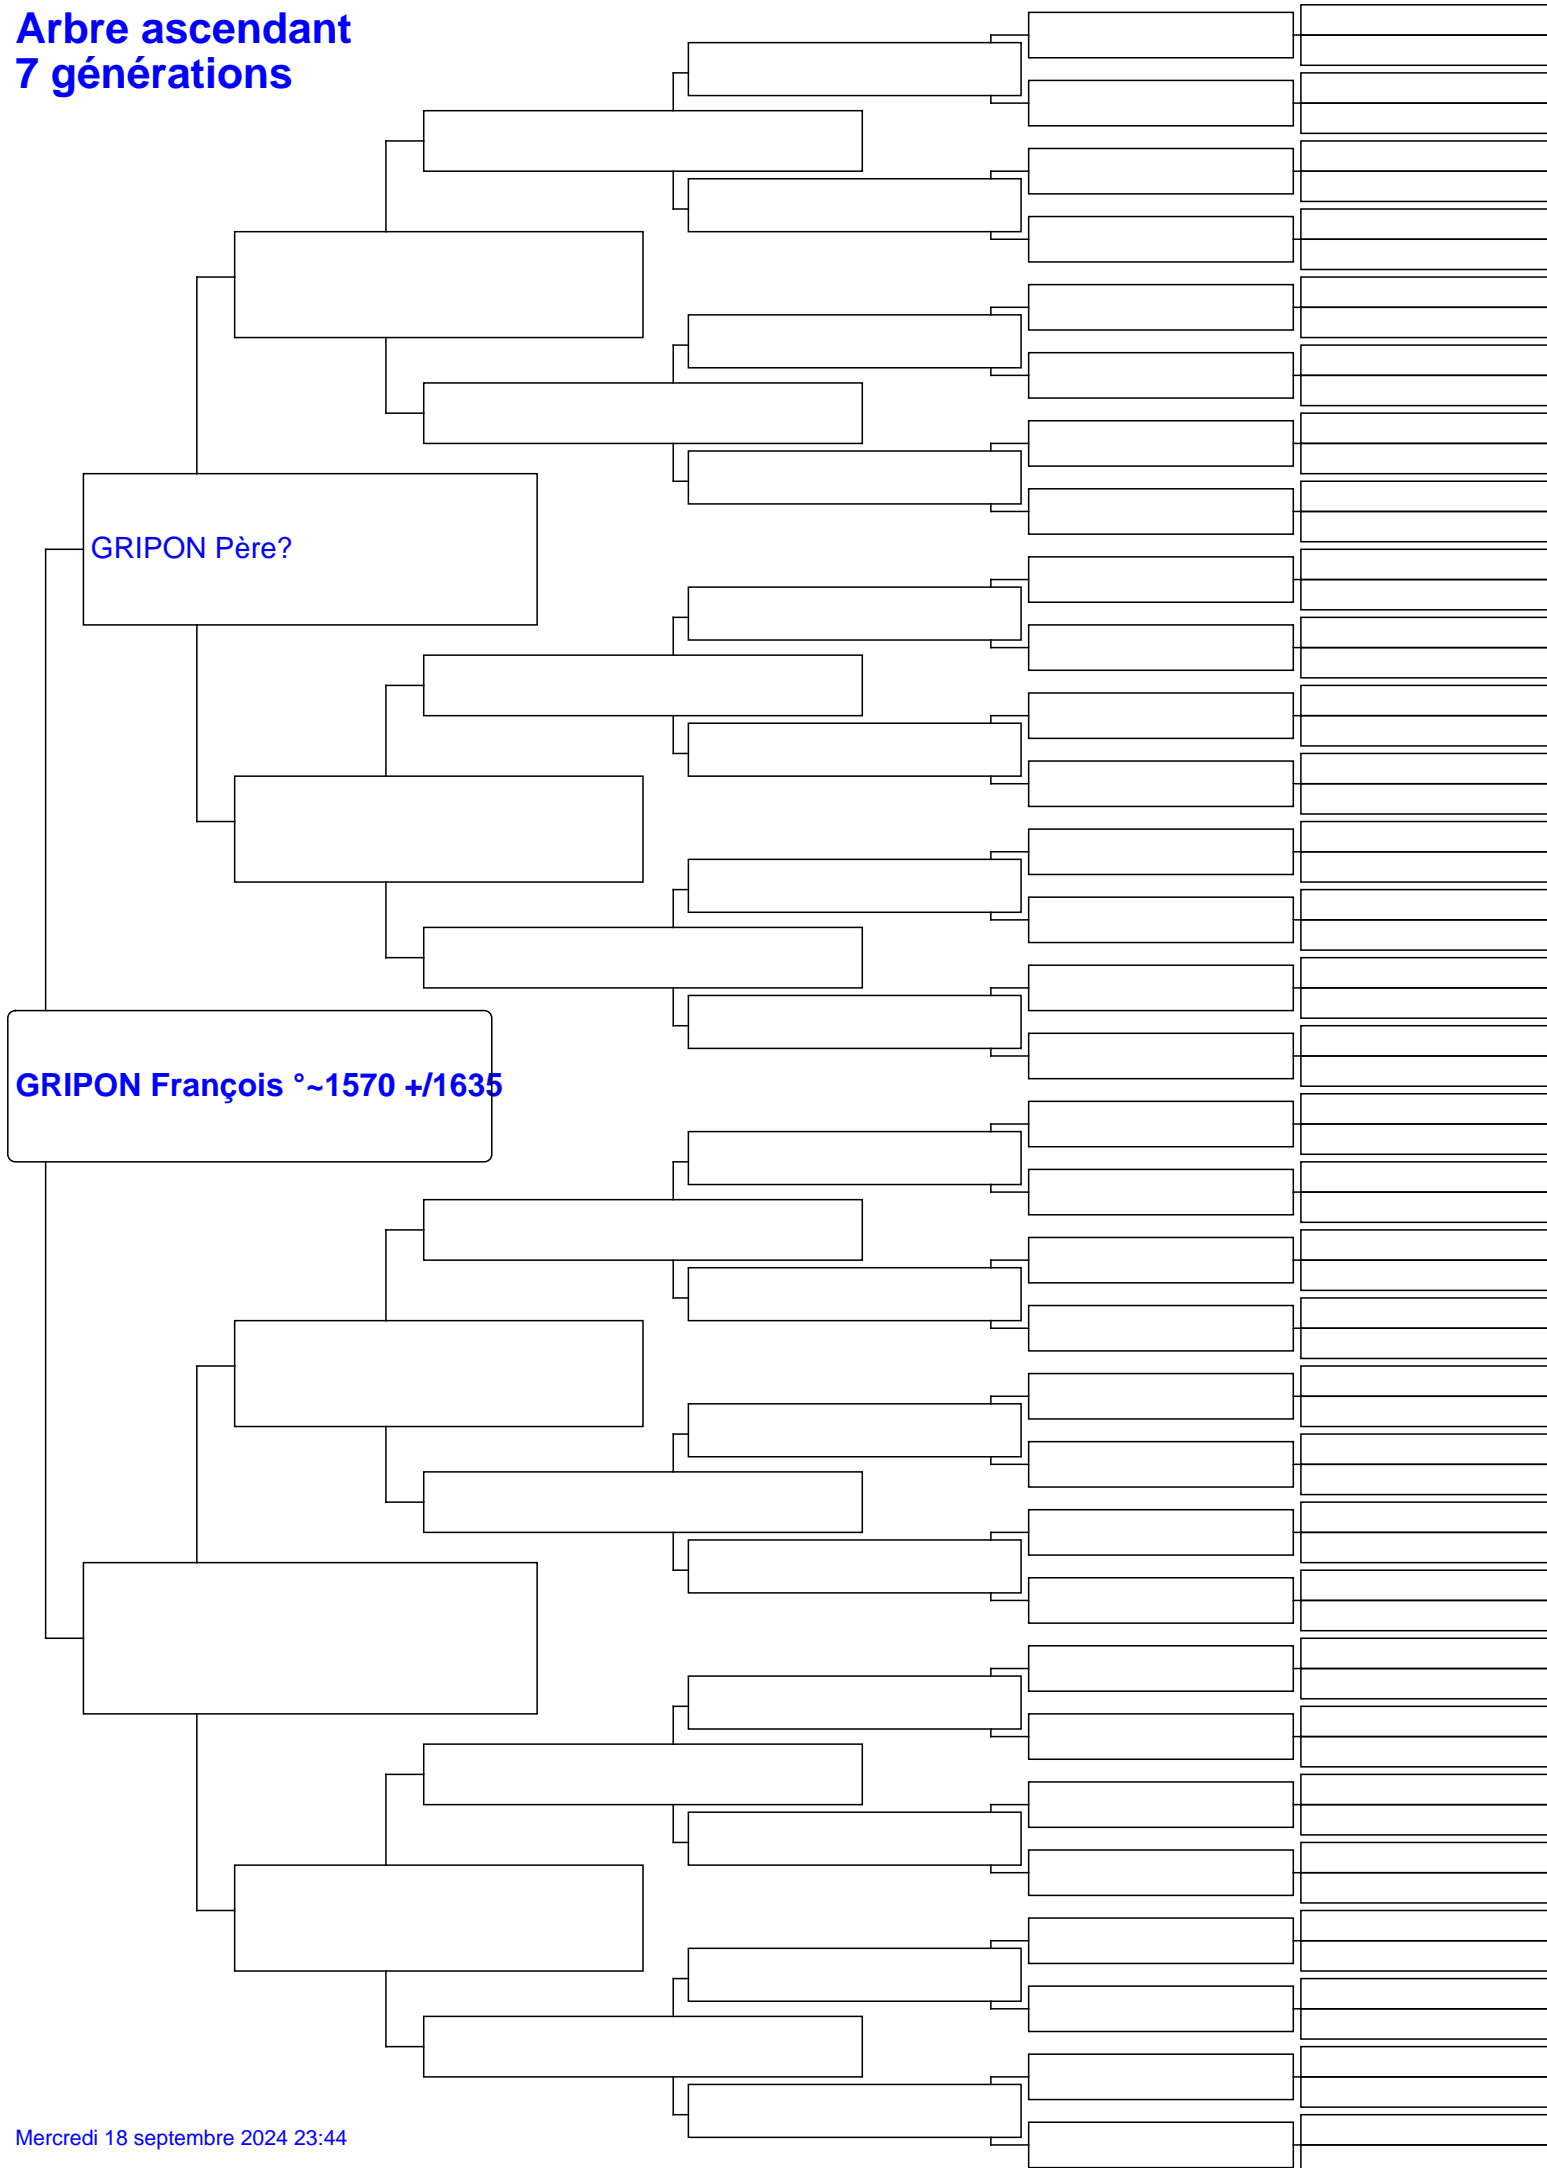 Arbre ascendant
7 générations
GRIPON Père?
GRIPON François °~1570 +/1635
Mercredi 18 septembre 2024 23:44